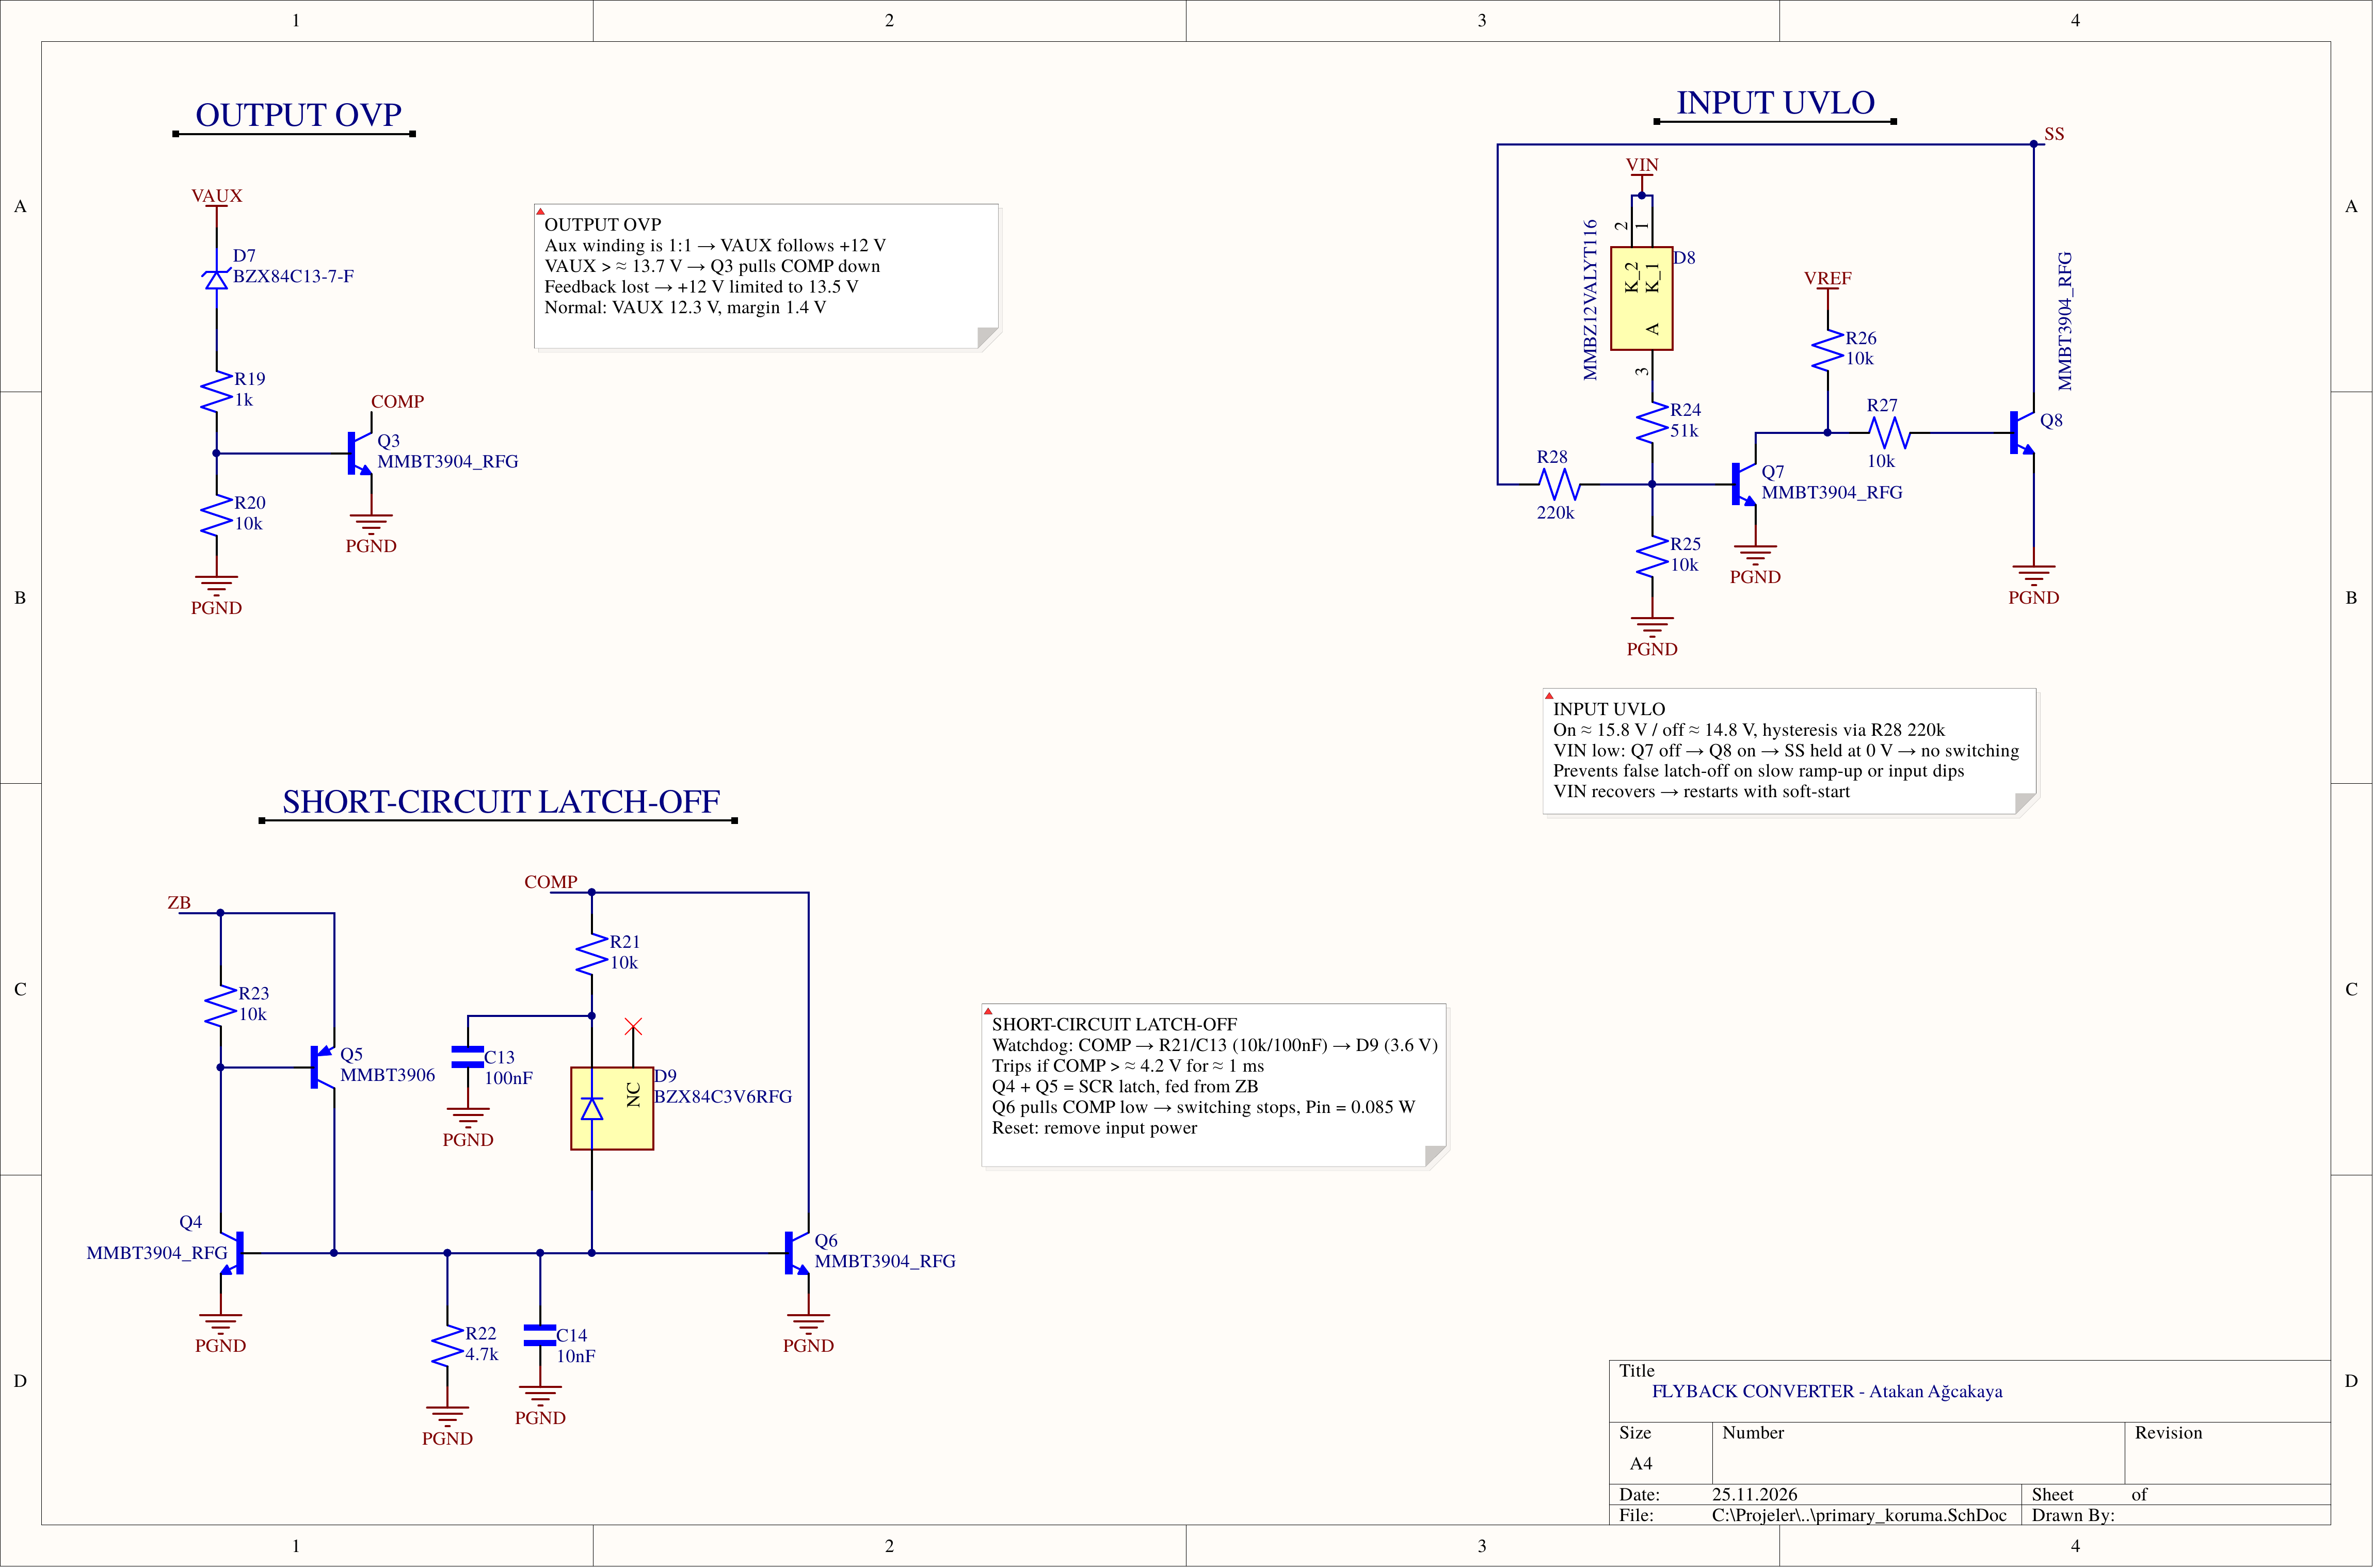 1
2
3
4
A
A
B
B
C
C
D
D
OUTPUT OVP
VAUX
D7
BZX84C13-7-F
R19
1k
COMP
Q3
MMBT3904_RFG
R20
10k
PGND
PGND
OUTPUT OVP
Aux winding is 1:1 → VAUX follows +12 V
VAUX > ≈ 13.7 V → Q3 pulls COMP down
Feedback lost → +12 V limited to 13.5 V
Normal: VAUX 12.3 V, margin 1.4 V
INPUT UVLO
SS
VIN
2
1
MMBZ12VALYT116
K_2
K_1
A
D8
3
VREF
R26
10k
MMBT3904_RFG
R24
51k
R27
10k
Q8
R28
220k
Q7
MMBT3904_RFG
R25
10k
PGND
PGND
PGND
INPUT UVLO
On ≈ 15.8 V / off ≈ 14.8 V, hysteresis via R28 220k
VIN low: Q7 off → Q8 on → SS held at 0 V → no switching
Prevents false latch-off on slow ramp-up or input dips
VIN recovers → restarts with soft-start
SHORT-CIRCUIT LATCH-OFF
ZB
COMP
R21
10k
R23
10k
Q5
MMBT3906
C13
100nF
PGND
NC
D9
BZX84C3V6RFG
Q4
MMBT3904_RFG
Q6
MMBT3904_RFG
PGND
R22
4.7k
C14
10nF
PGND
PGND
PGND
SHORT-CIRCUIT LATCH-OFF
Watchdog: COMP → R21/C13 (10k/100nF) → D9 (3.6 V)
Trips if COMP > ≈ 4.2 V for ≈ 1 ms
Q4 + Q5 = SCR latch, fed from ZB
Q6 pulls COMP low → switching stops, Pin = 0.085 W
Reset: remove input power
Title
FLYBACK CONVERTER - Atakan Ağcakaya
Size
Number
Revision
A4
Date: 25.11.2026 Sheet of
File: C:\Projeler\..\primary_koruma.SchDoc Drawn By:
1
2
3
4